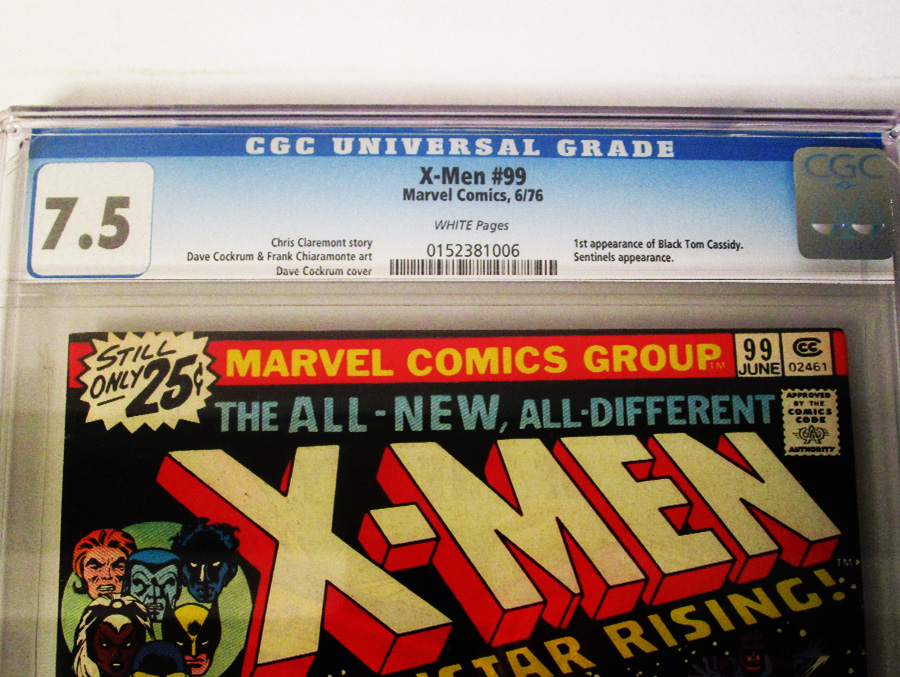 CGC UNIVERSAL GRADE
7.5
X-Men #99
Marvel Comics, 6/76
WHITE Pages
Chris Claremont story
Dave Cockrum & Frank Chiaramonte art
Dave Cockrum cover
0152381006
1st appearance of Black Tom Cassidy.
Sentinels appearance.
CGC
STILL ONLY 25¢
MARVEL COMICS GROUP TM
99
JUNE
CC
02461
THE ALL-NEW, ALL-DIFFERENT
APPROVED
BY THE
COMICS
CODE
AUTHORITY
X-MEN
TM
RISING!